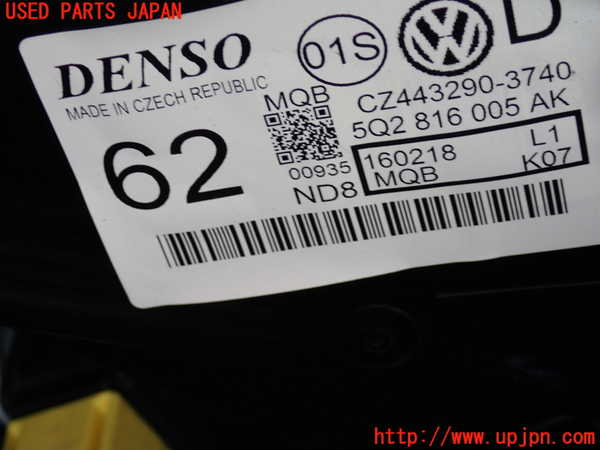 USED PARTS JAPAN
DENSO
01S
D
MADE IN CZECH REPUBLIC
MQB
CZ443290-3740
5Q2 816 005 AK
62
00935
160218 L1
MQB K07
ND8
http://www.upjpn.com/